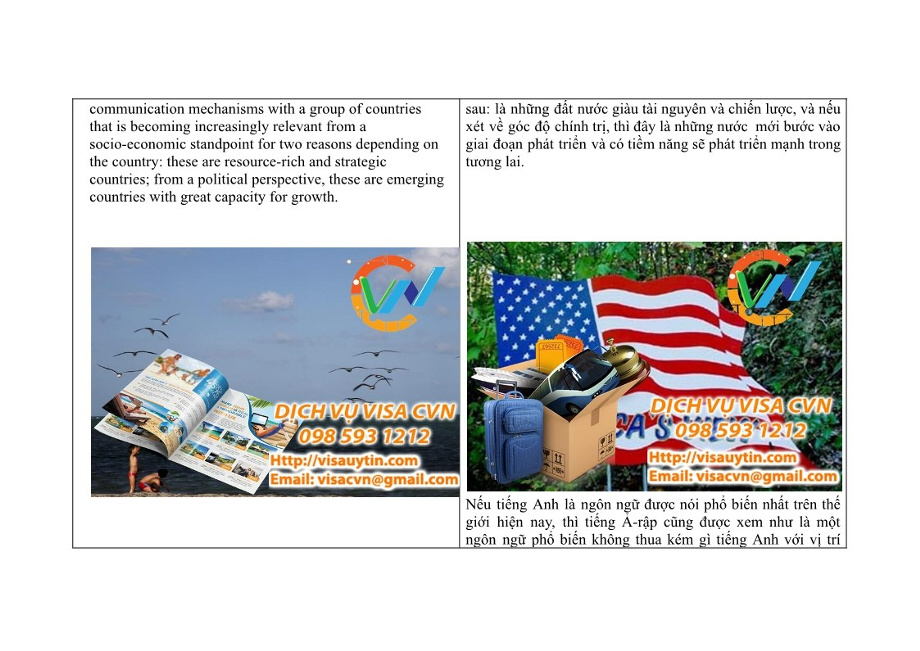 communication mechanisms with a group of countries
that is becoming increasingly relevant from a
socio-economic standpoint for two reasons depending on
the country: these are resource-rich and strategic
countries; from a political perspective, these are emerging
countries with great capacity for growth.
DỊCH VỤ VISA CVN
098 593 1212
Http://visauytin.com
Email: visacvn@gmail.com
sau: là những đất nước giàu tài nguyên và chiến lược, và nếu
xét về góc độ chính trị, thì đây là những nước mới bước vào
giai đoạn phát triển và có tiềm năng sẽ phát triển mạnh trong
tương lai.
CVN
DỊCH VỤ VISA CVN
098 593 1212
Http://visauytin.com
Email: visacvn@gmail.com
Nếu tiếng Anh là ngôn ngữ được nói phổ biến nhất trên thế
giới hiện nay, thì tiếng Ả-rập cũng được xem như là một
ngôn ngữ phổ biến không thua kém gì tiếng Anh với vị trí